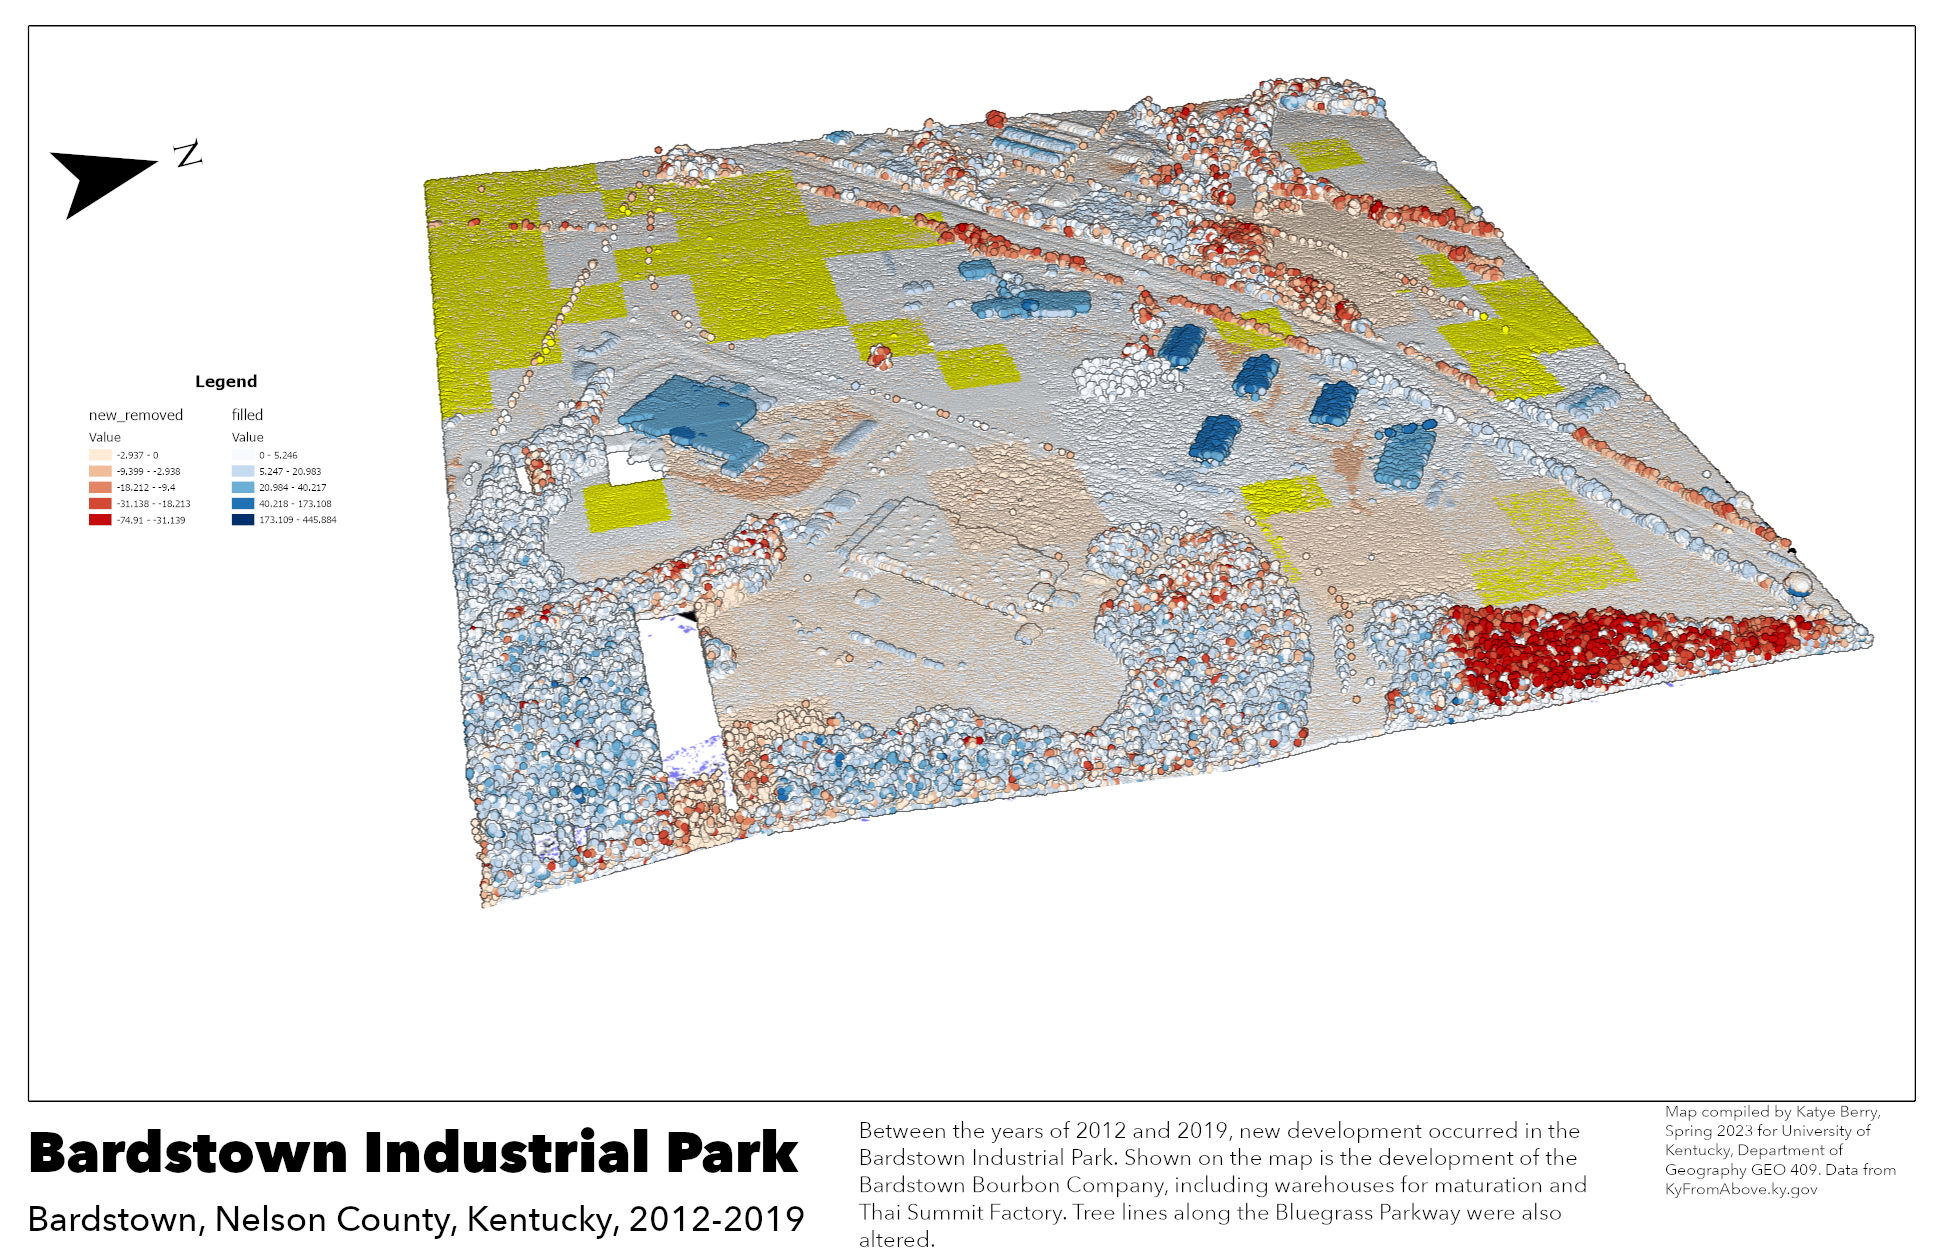 N
Legend
new_removed filled
Value Value
-2.937 - 0 0 - 5.246
-9.399 - -2.938 5.247 - 20.983
-18.212 - -9.4 20.984 - 40.217
-31.138 - -18.213 40.218 - 173.108
-74.91 - -31.139 173.109 - 445.884
Bardstown Industrial Park
Bardstown, Nelson County, Kentucky, 2012-2019
Between the years of 2012 and 2019, new development occurred in the
Bardstown Industrial Park. Shown on the map is the development of the
Bardstown Bourbon Company, including warehouses for maturation and
Thai Summit Factory. Tree lines along the Bluegrass Parkway were also
altered.
Map compiled by Katye Berry,
Spring 2023 for University of
Kentucky, Department of
Geography GEO 409. Data from
KyFromAbove.ky.gov